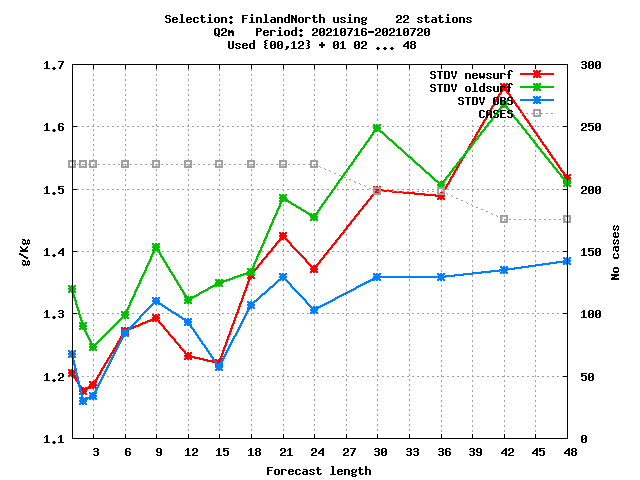 Selection: FinlandNorth using    22 stations
Q2m   Period: 20210716-20210720
Used {00,12} + 01 02 ... 48
STDV newsurf
STDV oldsurf
STDV OBS
CASES
1.7
1.6
1.5
1.4
1.3
1.2
1.1
g/Kg
300
250
200
150
100
50
0
No cases
3 6 9 12 15 18 21 24 27 30 33 36 39 42 45 48
Forecast length